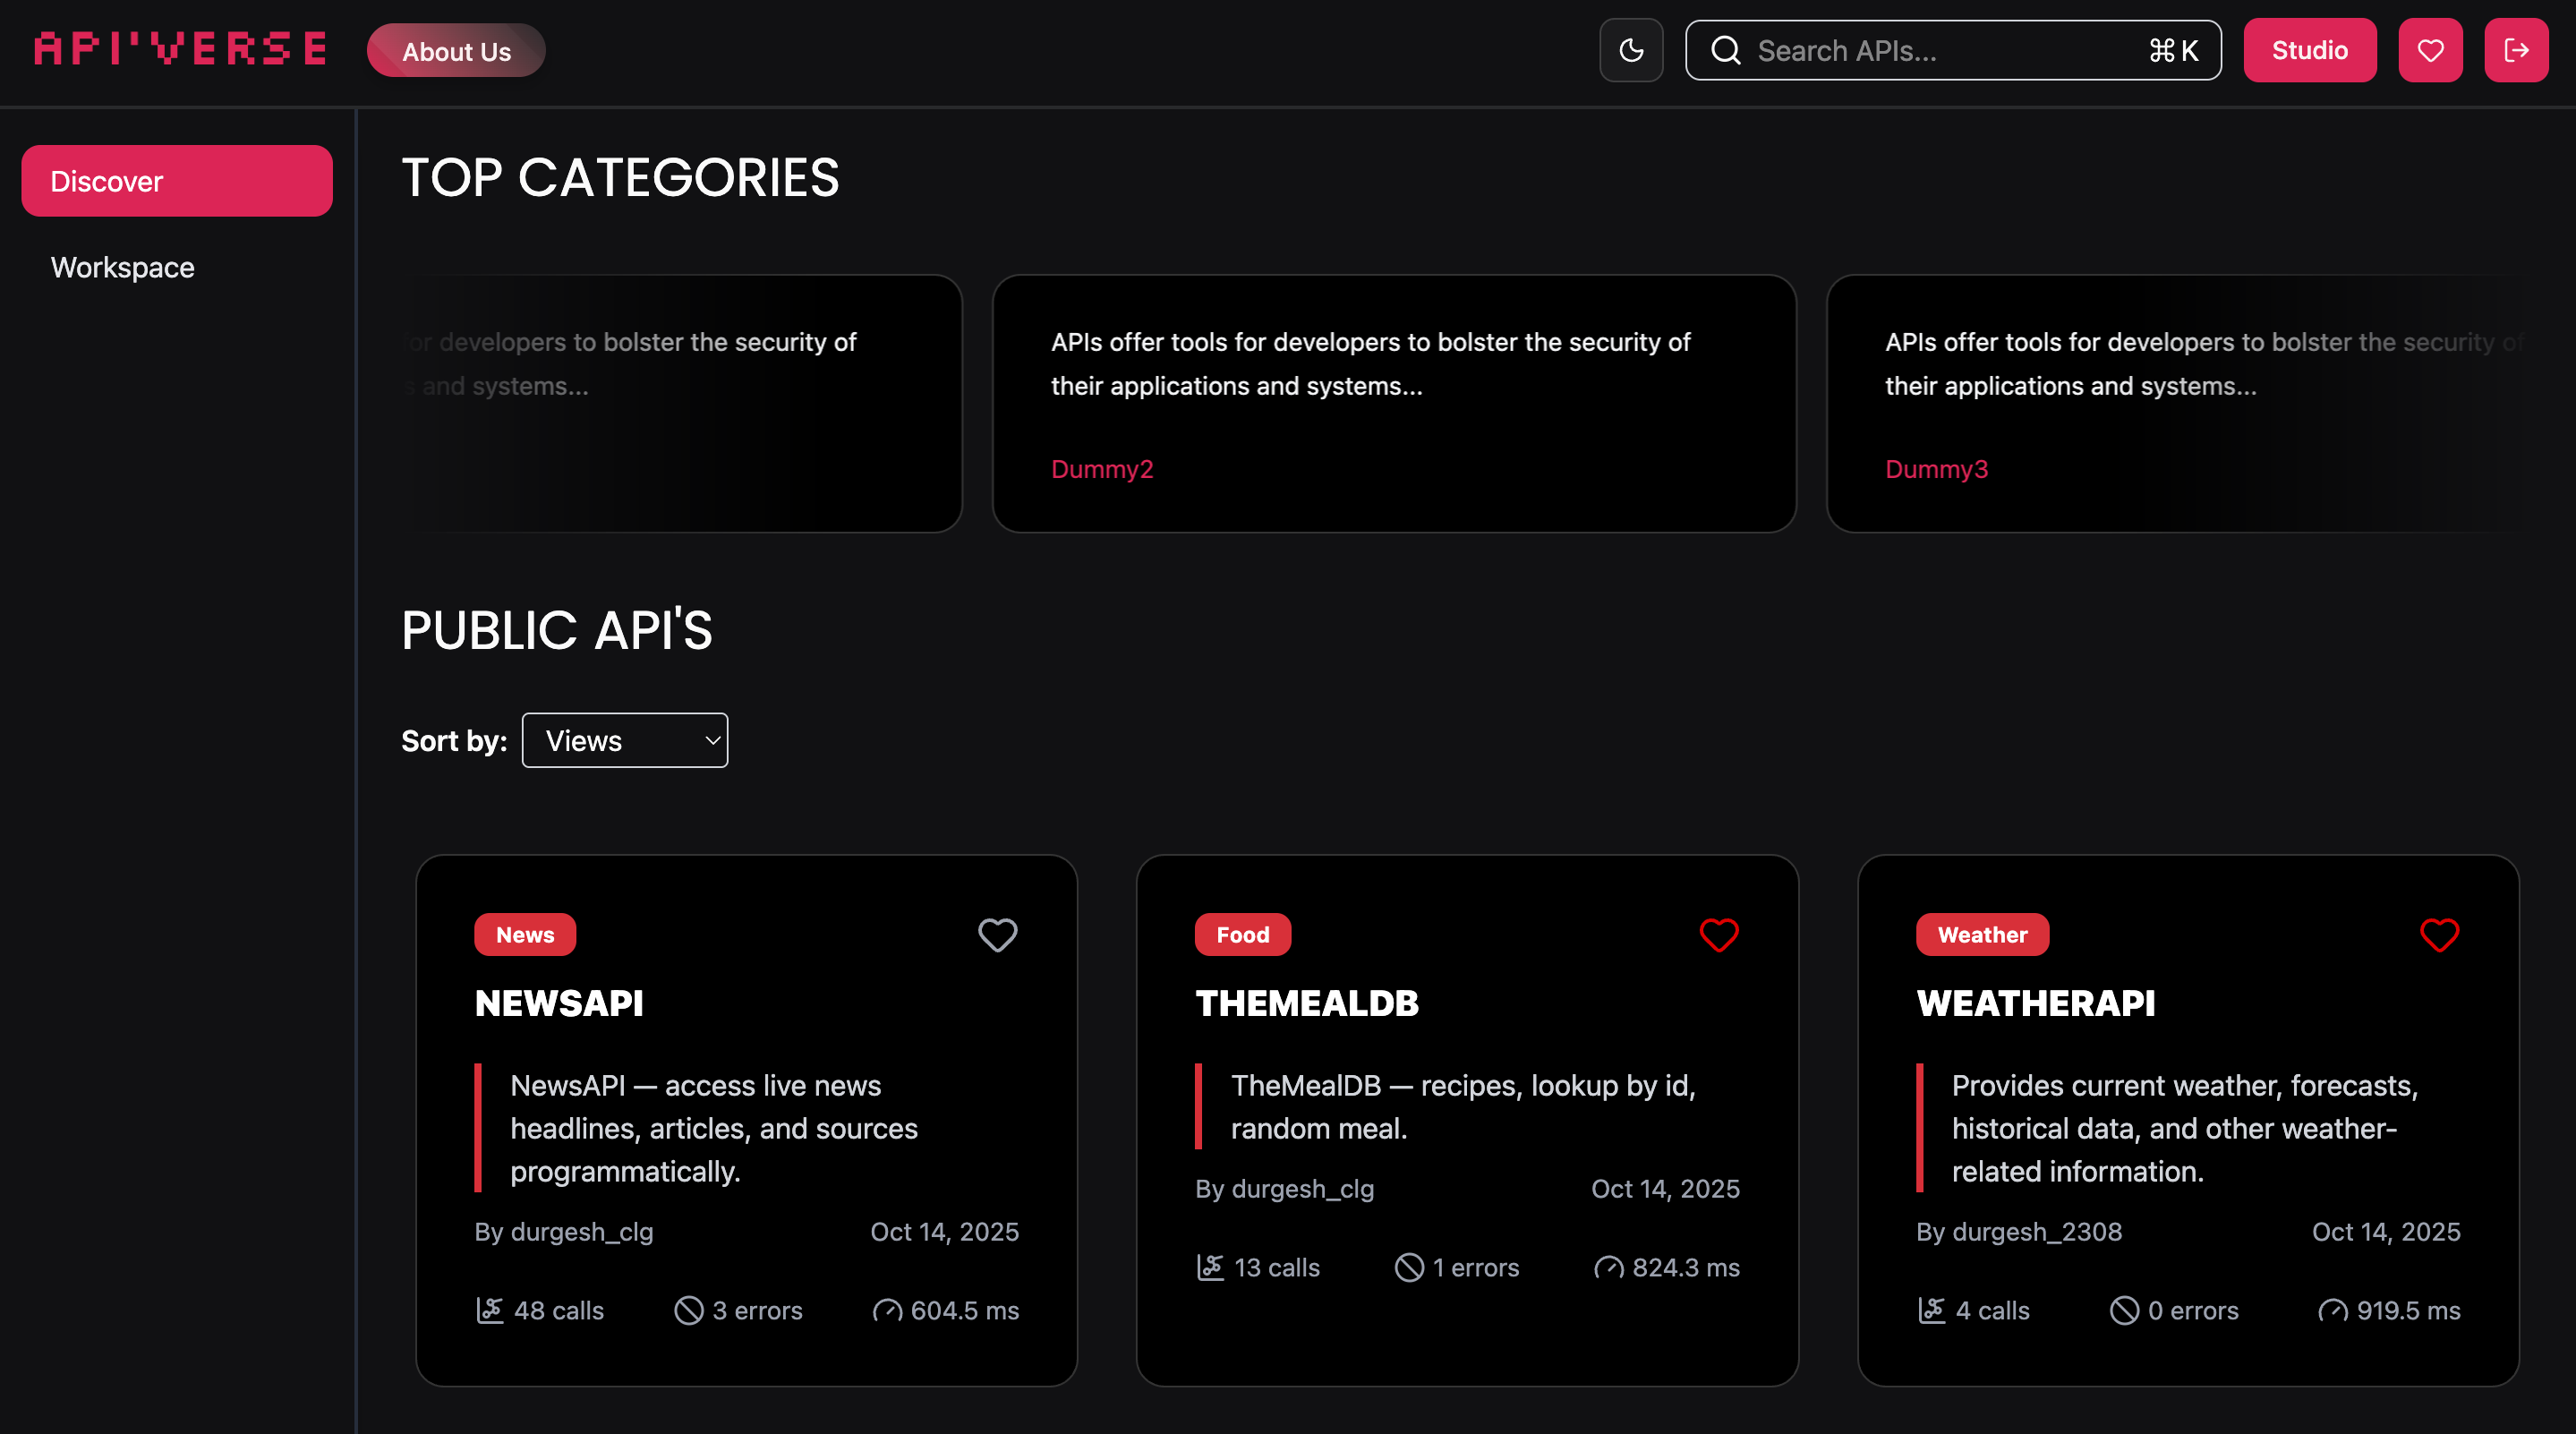 API'VERSE
About Us
Search APIs...
⌘ K
Studio
Discover
Workspace
TOP CATEGORIES
for developers to bolster the security of
s and systems...
APIs offer tools for developers to bolster the security of
their applications and systems...
Dummy2
APIs offer tools for developers to bolster the security of
their applications and systems...
Dummy3
PUBLIC API'S
Sort by:
Views
News
NEWSAPI
NewsAPI — access live news
headlines, articles, and sources
programmatically.
By durgesh_clg
Oct 14, 2025
48 calls
3 errors
604.5 ms
Food
THEMEALDB
TheMealDB — recipes, lookup by id,
random meal.
By durgesh_clg
Oct 14, 2025
13 calls
1 errors
824.3 ms
Weather
WEATHERAPI
Provides current weather, forecasts,
historical data, and other weather-
related information.
By durgesh_2308
Oct 14, 2025
4 calls
0 errors
919.5 ms